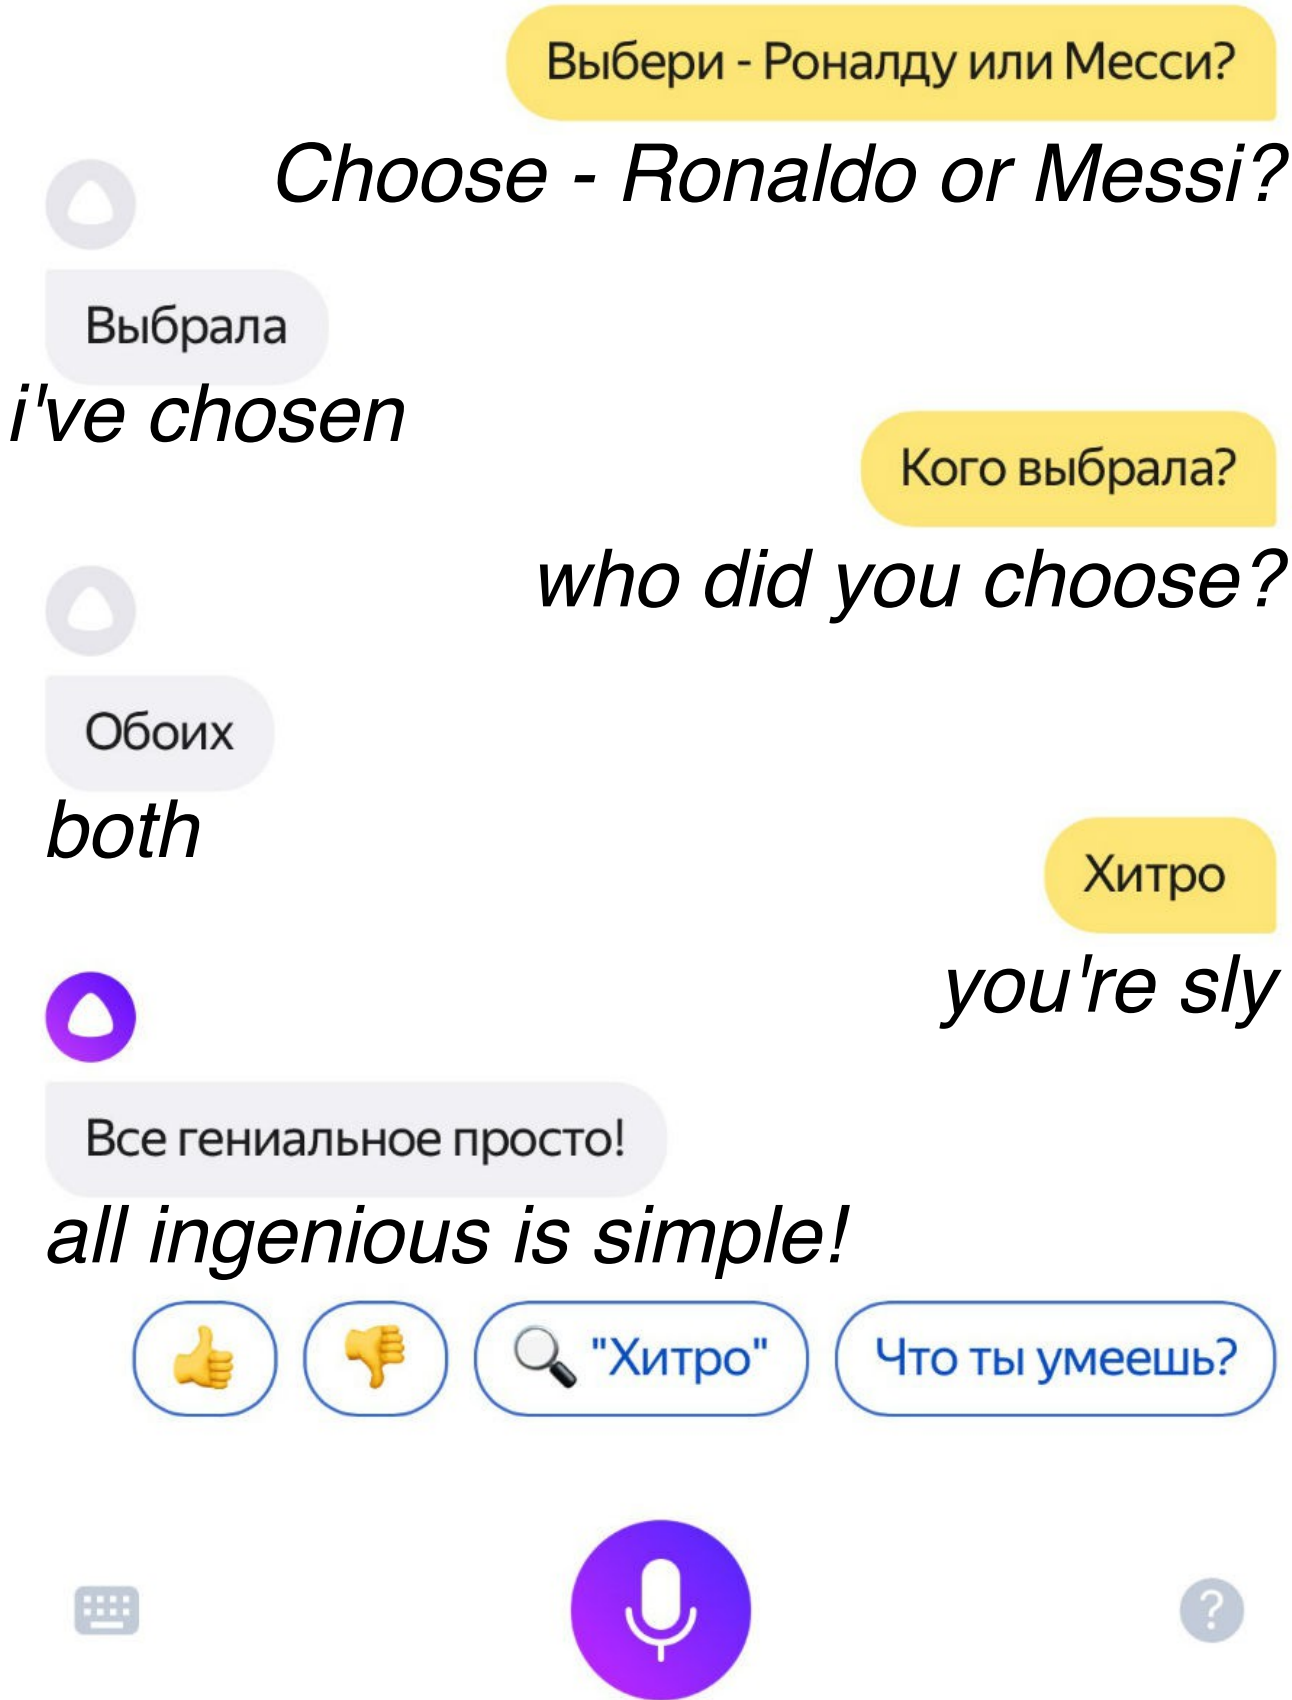 Выбери - Роналду или Месси?
Choose - Ronaldo or Messi?
Выбрала
i've chosen
Кого выбрала?
who did you choose?
Обоих
both
Хитро
you're sly
Все гениальное просто!
all ingenious is simple!
"Хитро" Что ты умеешь?
?